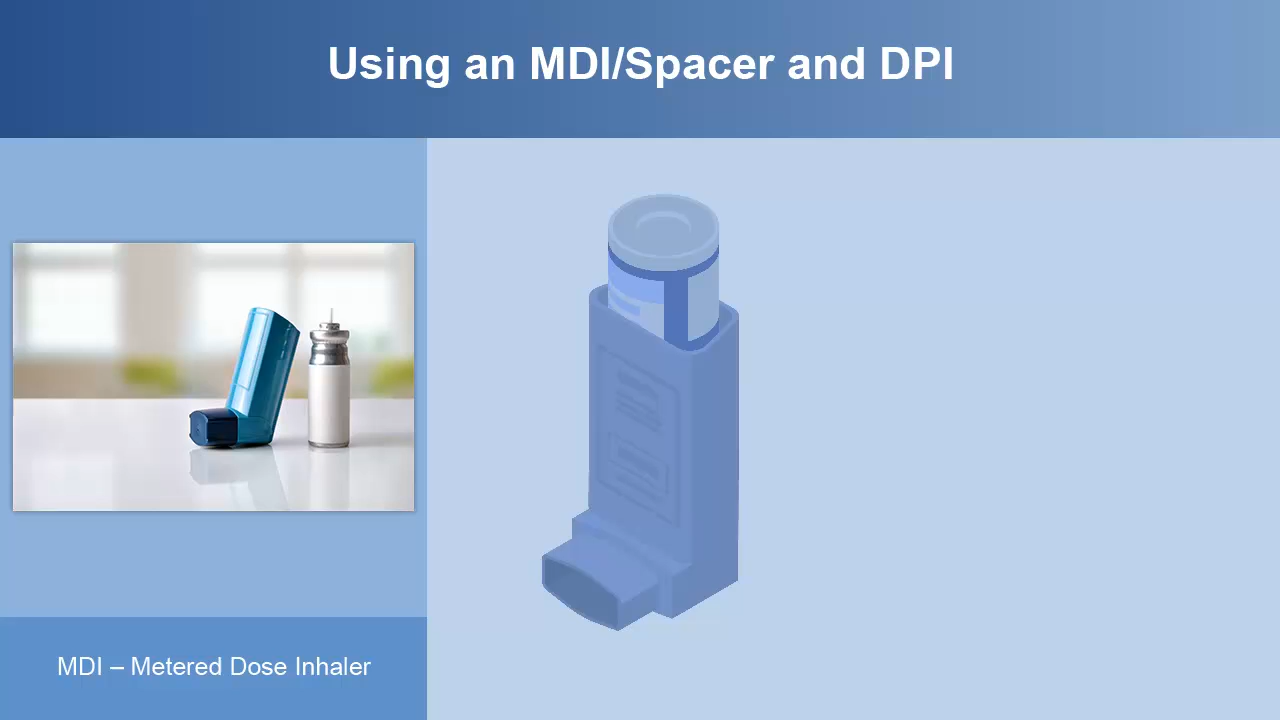 Using an MDI/Spacer and DPI
MDI – Metered Dose Inhaler